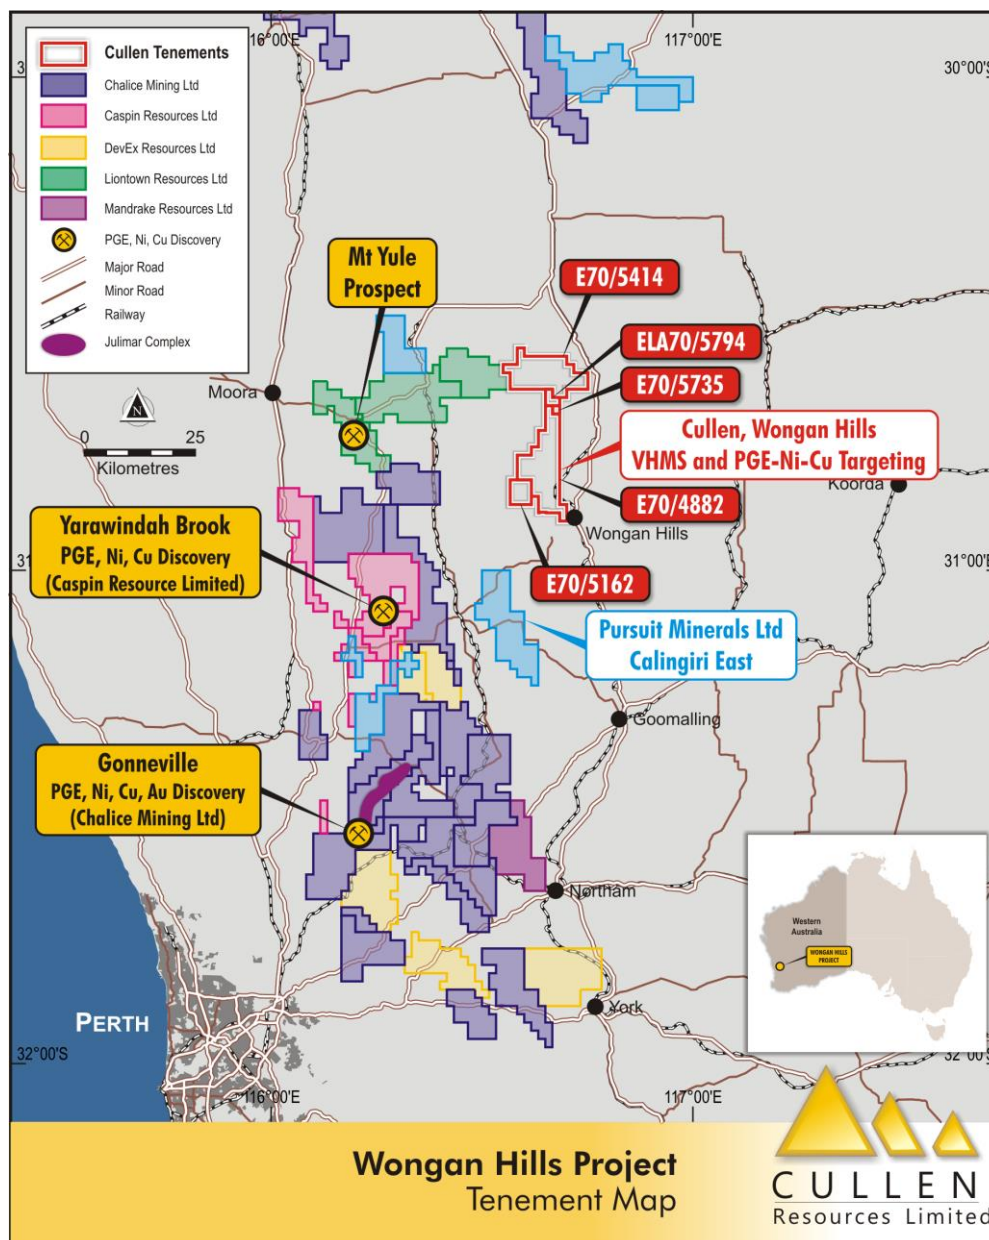 16°00'E
117°00'E
3
30°00'S
Cullen Tenements
Chalice Mining Ltd
Caspin Resources Ltd
DevEx Resources Ltd
Liontown Resources Ltd
Mandrake Resources Ltd
PGE, Ni, Cu Discovery
Major Road
Minor Road
Railway
Julimar Complex
Mt Yule
Prospect
E70/5414
ELA70/5794
E70/5735
Moora
N
0 25
Kilometres
Cullen, Wongan Hills
VHMS and PGE-Ni-Cu Targeting
Koorda
E70/4882
Wongan Hills
Yarawindah Brook
PGE, Ni, Cu Discovery
(Caspin Resource Limited)
31
31°00'S
E70/5162
Pursuit Minerals Ltd
Calingiri East
Goomalling
Gonneville
PGE, Ni, Cu, Au Discovery
(Chalice Mining Ltd)
Northam
Western
Australia
WONGAN HILLS
PROJECT
York
PERTH
32°00'S
32°00'S
116°00'E
117°00'E
Wongan Hills Project
Tenement Map
CULLEN
Resources Limited